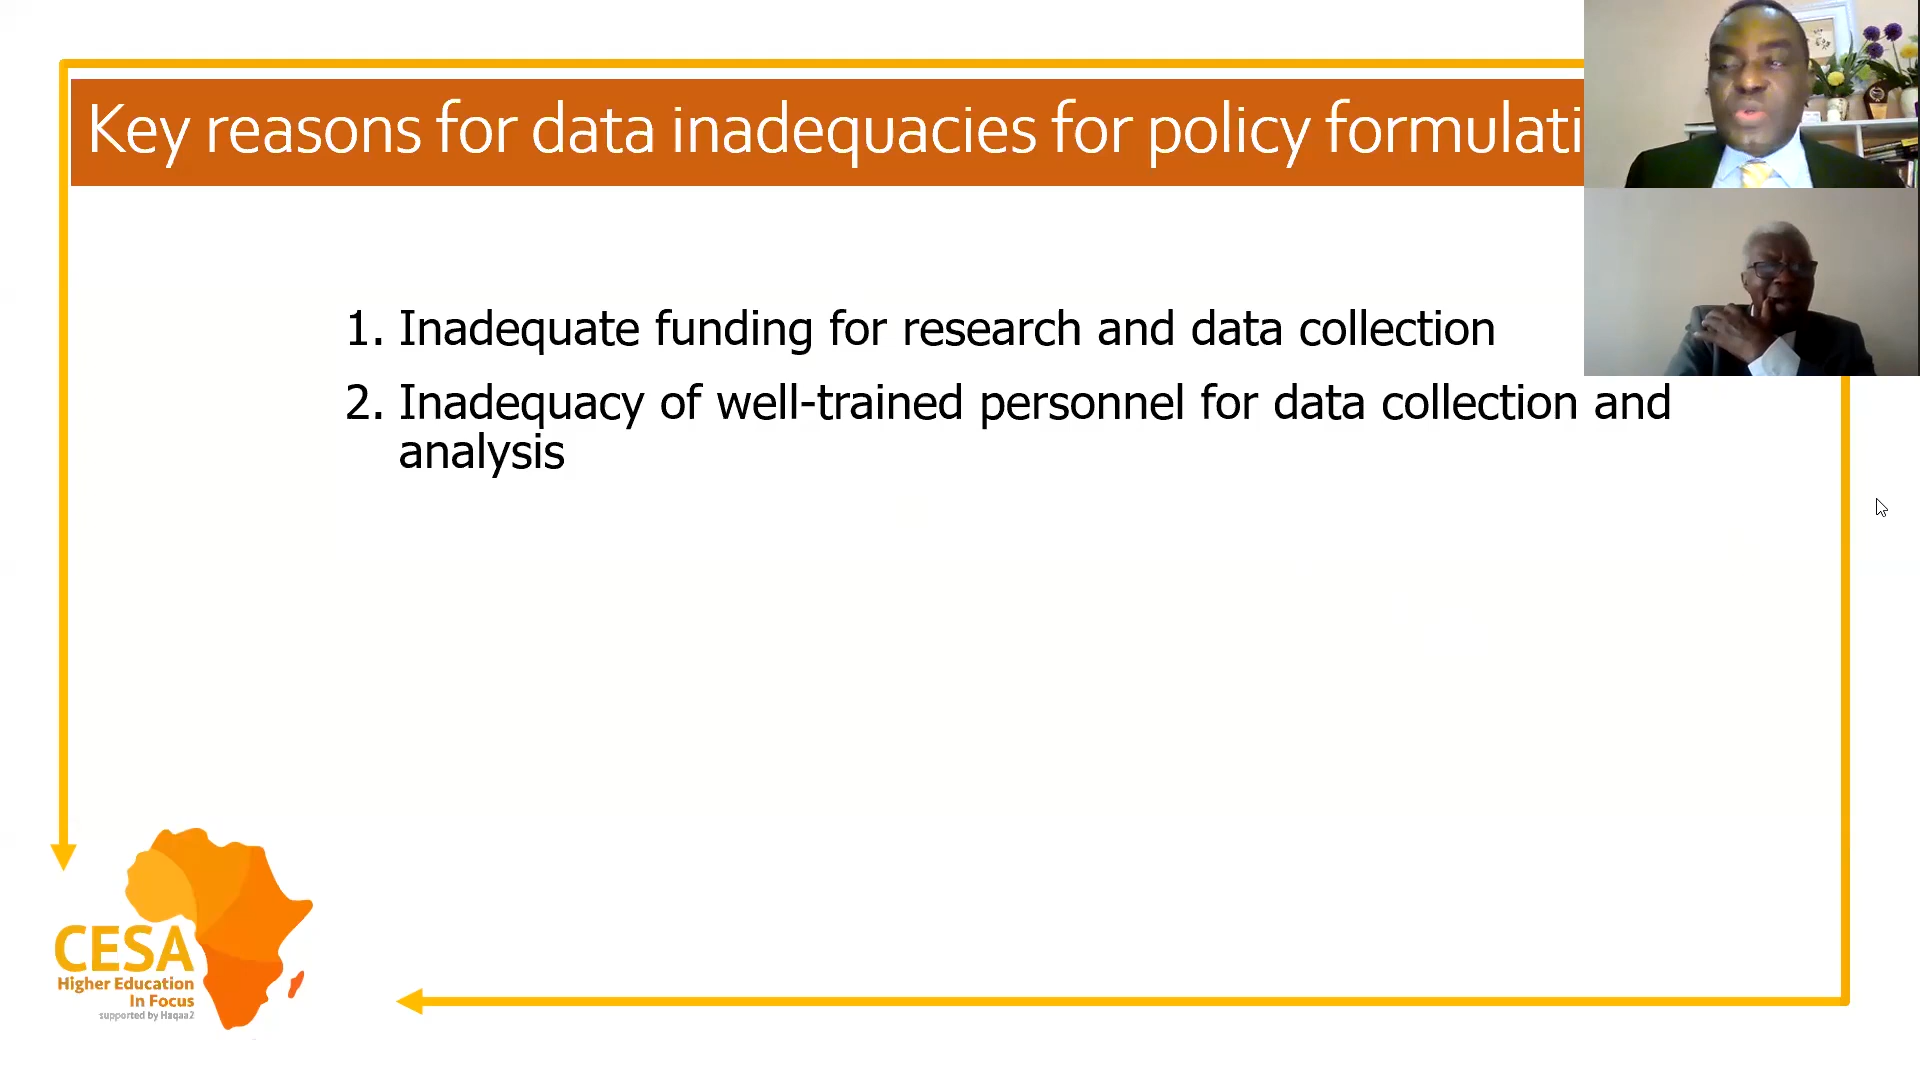 Key reasons for data inadequacies for policy formulati
1. Inadequate funding for research and data collection
2. Inadequacy of well-trained personnel for data collection and
analysis
CESA
Higher Education
In Focus
supported by Haqaa2